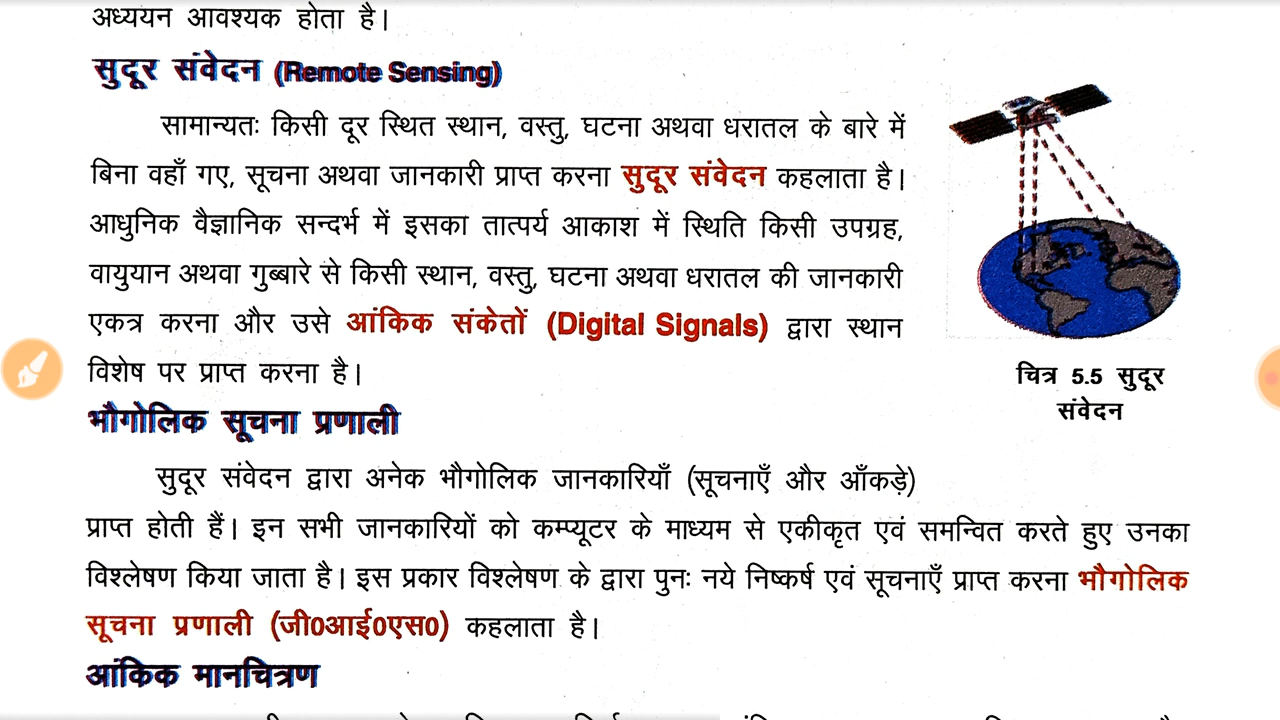 अध्ययन आवश्यक होता है।
सुदूर संवेदन (Remote Sensing)
सामान्यतः किसी दूर स्थित स्थान, वस्तु, घटना अथवा धरातल के बारे में
बिना वहाँ गए, सूचना अथवा जानकारी प्राप्त करना सुदूर संवेदन कहलाता है।
आधुनिक वैज्ञानिक सन्दर्भ में इसका तात्पर्य आकाश में स्थिति किसी उपग्रह,
वायुयान अथवा गुब्बारे से किसी स्थान, वस्तु, घटना अथवा धरातल की जानकारी
एकत्र करना और उसे आंकिक संकेतों (Digital Signals) द्वारा स्थान
विशेष पर प्राप्त करना है।
चित्र 5.5 सुदूर
संवेदन
भौगोलिक सूचना प्रणाली
सुदूर संवेदन द्वारा अनेक भौगोलिक जानकारियाँ (सूचनाएँ और आँकड़े)
प्राप्त होती हैं। इन सभी जानकारियों को कम्प्यूटर के माध्यम से एकीकृत एवं समन्वित करते हुए उनका
विश्लेषण किया जाता है। इस प्रकार विश्लेषण के द्वारा पुनः नये निष्कर्ष एवं सूचनाएँ प्राप्त करना भौगोलिक
सूचना प्रणाली (जी0आई0एस0) कहलाता है।
आंकिक मानचित्रण